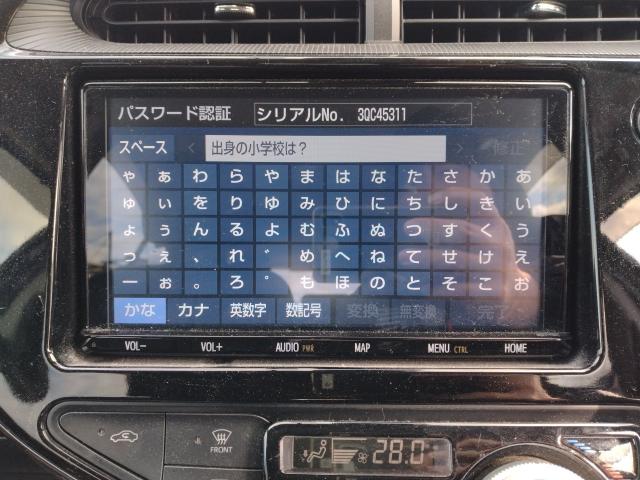 パスワード認証 シリアルNo. 3QC45311
スペース < 出身の小学校は? > 修正
ゃ ぁ わ ら や ま は な た さ か あ
ゅ ぃ を り ゆ み ひ に ち し き い
ょ ぅ ん る よ む ふ ぬ つ す く う
っ ぇ 、 れ ゛ め へ ね て せ け え
ー ぉ 。 ろ ゜ も ほ の と そ こ お
かな カナ 英数字 数記号 変換 無変換 完了
VOL- VOL+ AUDIO PWR MAP MENU CTRL HOME
FRONT 28.0